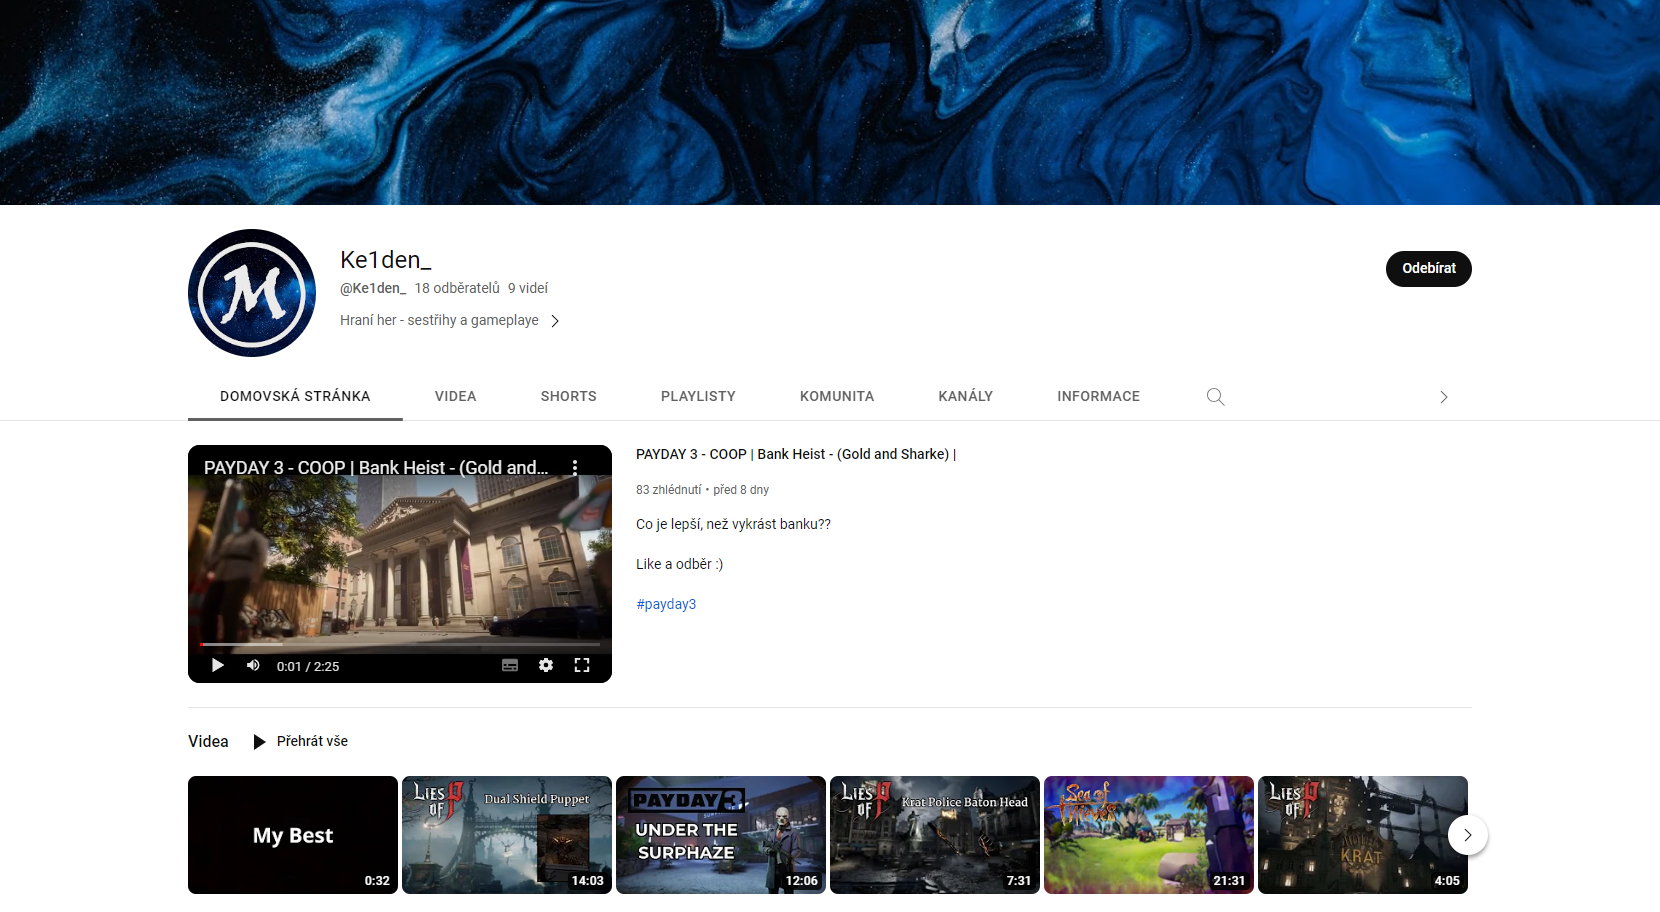 M
Ke1den_
@Ke1den_ 18 odběratelů 9 videí
Hraní her - sestřihy a gameplaye
Odebírat
DOMOVSKÁ STRÁNKA VIDEA SHORTS PLAYLISTY KOMUNITA KANÁLY INFORMACE
PAYDAY 3 - COOP | Bank Heist - (Gold and...
0:01 / 2:25
PAYDAY 3 - COOP | Bank Heist - (Gold and Sharke) |
83 zhlédnutí • před 8 dny
Co je lepší, než vykrást banku??
Like a odběr :)
#payday3
Videa Přehrát vše
My Best
0:32
LIES OF P
Dual Shield Puppet
14:03
PAYDAY 3
UNDER THE
SURPHAZE
12:06
LIES OF P
Krat Police Baton Head
7:31
Sea of
Thieves
21:31
LIES OF P
KRAT
4:05